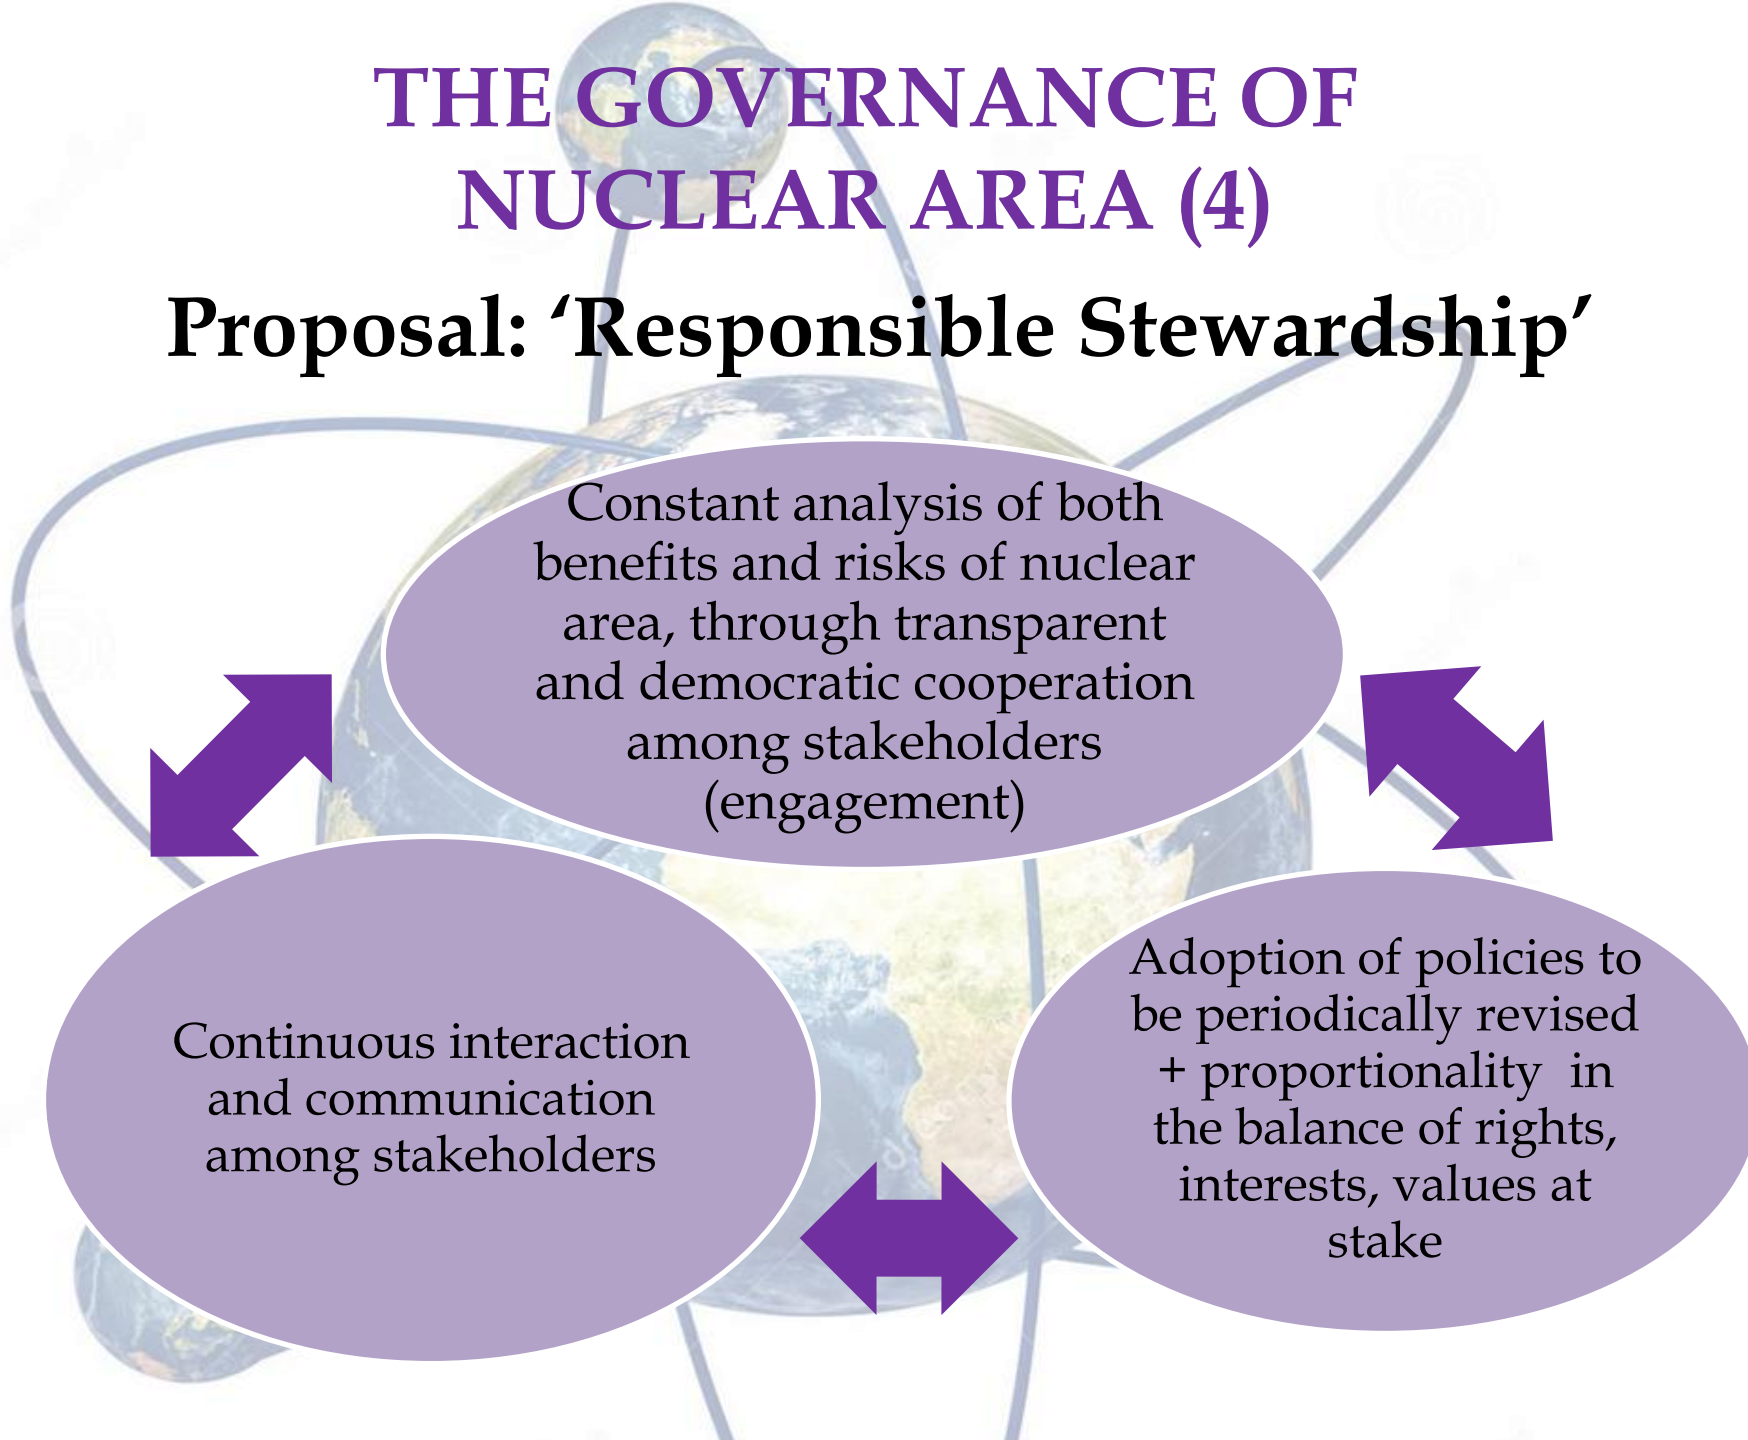 THE GOVERNANCE OF
NUCLEAR AREA (4)
Proposal: ‘Responsible Stewardship’
Constant analysis of both
benefits and risks of nuclear
area, through transparent
and democratic cooperation
among stakeholders
(engagement)
Continuous interaction
and communication
among stakeholders
Adoption of policies to
be periodically revised
+ proportionality in
the balance of rights,
interests, values at
stake